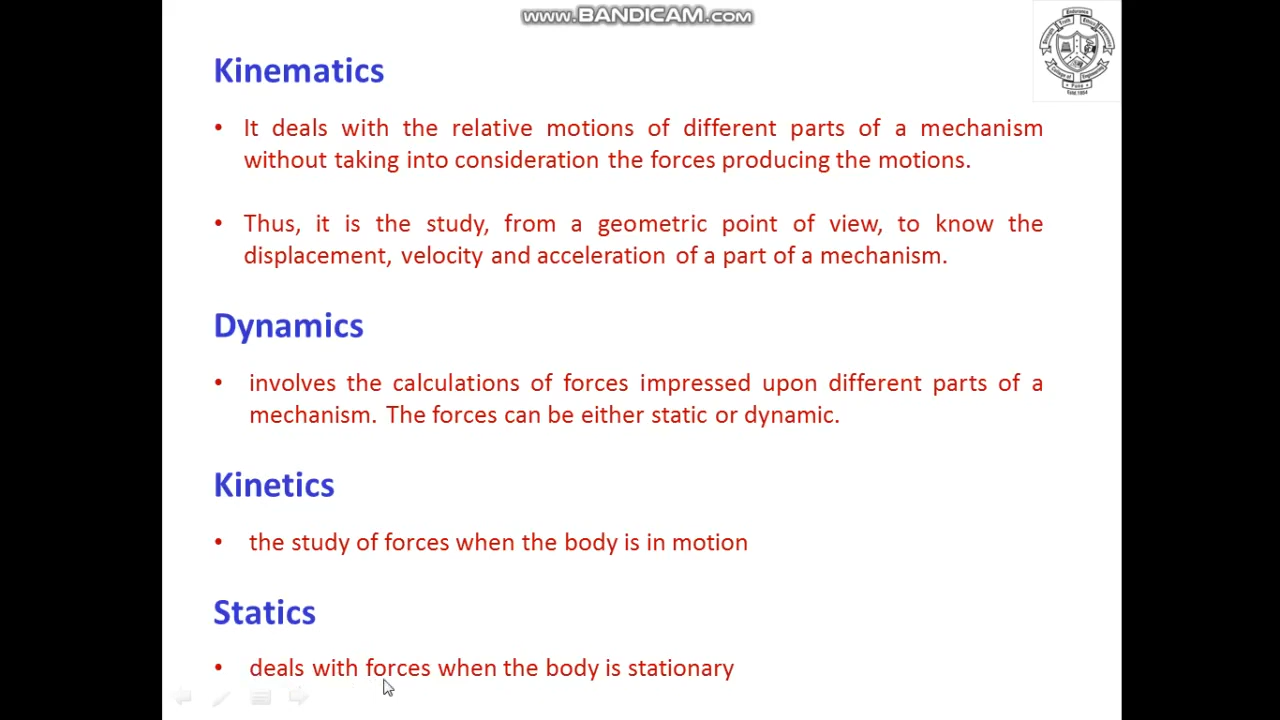 www.BANDICAM.com
Kinematics
• It deals with the relative motions of different parts of a mechanism
without taking into consideration the forces producing the motions.
• Thus, it is the study, from a geometric point of view, to know the
displacement, velocity and acceleration of a part of a mechanism.
Dynamics
• involves the calculations of forces impressed upon different parts of a
mechanism. The forces can be either static or dynamic.
Kinetics
• the study of forces when the body is in motion
Statics
• deals with forces when the body is stationary